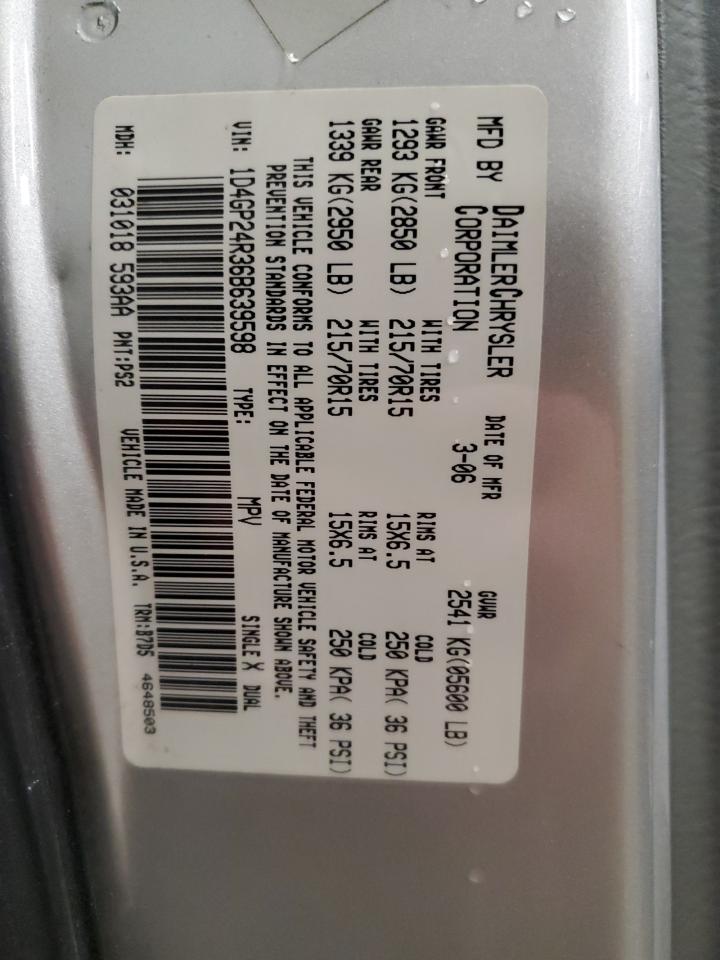 MFD BY DAIMLERCHRYSLER CORPORATION DATE OF MFR 3-06 GVWR 2541 KG(05600 LB)
GAWR FRONT WITH TIRES RIMS AT COLD
1293 KG(2850 LB) 215/70R15 15X6.5 250 KPA( 36 PSI)
GAWR REAR WITH TIRES RIMS AT COLD
1339 KG(2950 LB) 215/70R15 15X6.5 250 KPA( 36 PSI)
THIS VEHICLE CONFORMS TO ALL APPLICABLE FEDERAL MOTOR VEHICLE SAFETY AND THEFT
PREVENTION STANDARDS IN EFFECT ON THE DATE OF MANUFACTURE SHOWN ABOVE.
VIN: 1D4GP24R36B639598 TYPE: MPV SINGLE X DUAL
MDH: 031018 593AA PNT:PS2 VEHICLE MADE IN U.S.A. TRM:B7D5 4648503